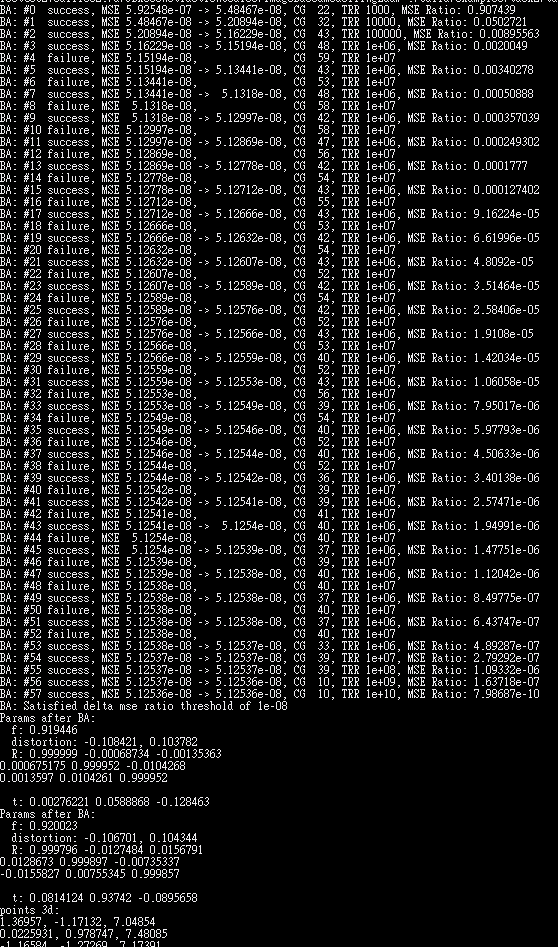 BA: #0  success, MSE 5.92548e-07 -> 5.48467e-08, CG  22, TRR 1000, MSE Ratio: 0.907439
BA: #1  success, MSE 5.48467e-08 -> 5.20894e-08, CG  32, TRR 10000, MSE Ratio: 0.0502721
BA: #2  success, MSE 5.20894e-08 -> 5.16229e-08, CG  43, TRR 100000, MSE Ratio: 0.00895563
BA: #3  success, MSE 5.16229e-08 -> 5.15194e-08, CG  48, TRR 1e+06, MSE Ratio: 0.0020049
BA: #4  failure, MSE 5.15194e-08,                CG  59, TRR 1e+07
BA: #5  success, MSE 5.15194e-08 -> 5.13441e-08, CG  43, TRR 1e+06, MSE Ratio: 0.00340278
BA: #6  failure, MSE 5.13441e-08,                CG  53, TRR 1e+07
BA: #7  success, MSE 5.13441e-08 ->  5.1318e-08, CG  48, TRR 1e+06, MSE Ratio: 0.00050888
BA: #8  failure, MSE  5.1318e-08,                CG  58, TRR 1e+07
BA: #9  success, MSE  5.1318e-08 -> 5.12997e-08, CG  42, TRR 1e+06, MSE Ratio: 0.000357039
BA: #10 failure, MSE 5.12997e-08,                CG  58, TRR 1e+07
BA: #11 success, MSE 5.12997e-08 -> 5.12869e-08, CG  47, TRR 1e+06, MSE Ratio: 0.000249302
BA: #12 failure, MSE 5.12869e-08,                CG  56, TRR 1e+07
BA: #13 success, MSE 5.12869e-08 -> 5.12778e-08, CG  42, TRR 1e+06, MSE Ratio: 0.0001777
BA: #14 failure, MSE 5.12778e-08,                CG  54, TRR 1e+07
BA: #15 success, MSE 5.12778e-08 -> 5.12712e-08, CG  43, TRR 1e+06, MSE Ratio: 0.000127402
BA: #16 failure, MSE 5.12712e-08,                CG  55, TRR 1e+07
BA: #17 success, MSE 5.12712e-08 -> 5.12666e-08, CG  43, TRR 1e+06, MSE Ratio: 9.16224e-05
BA: #18 failure, MSE 5.12666e-08,                CG  53, TRR 1e+07
BA: #19 success, MSE 5.12666e-08 -> 5.12632e-08, CG  42, TRR 1e+06, MSE Ratio: 6.61996e-05
BA: #20 failure, MSE 5.12632e-08,                CG  54, TRR 1e+07
BA: #21 success, MSE 5.12632e-08 -> 5.12607e-08, CG  43, TRR 1e+06, MSE Ratio: 4.8092e-05
BA: #22 failure, MSE 5.12607e-08,                CG  52, TRR 1e+07
BA: #23 success, MSE 5.12607e-08 -> 5.12589e-08, CG  42, TRR 1e+06, MSE Ratio: 3.51464e-05
BA: #24 failure, MSE 5.12589e-08,                CG  54, TRR 1e+07
BA: #25 success, MSE 5.12589e-08 -> 5.12576e-08, CG  42, TRR 1e+06, MSE Ratio: 2.58406e-05
BA: #26 failure, MSE 5.12576e-08,                CG  52, TRR 1e+07
BA: #27 success, MSE 5.12576e-08 -> 5.12566e-08, CG  43, TRR 1e+06, MSE Ratio: 1.9108e-05
BA: #28 failure, MSE 5.12566e-08,                CG  53, TRR 1e+07
BA: #29 success, MSE 5.12566e-08 -> 5.12559e-08, CG  40, TRR 1e+06, MSE Ratio: 1.42034e-05
BA: #30 failure, MSE 5.12559e-08,                CG  52, TRR 1e+07
BA: #31 success, MSE 5.12559e-08 -> 5.12553e-08, CG  43, TRR 1e+06, MSE Ratio: 1.06058e-05
BA: #32 failure, MSE 5.12553e-08,                CG  56, TRR 1e+07
BA: #33 success, MSE 5.12553e-08 -> 5.12549e-08, CG  39, TRR 1e+06, MSE Ratio: 7.95017e-06
BA: #34 failure, MSE 5.12549e-08,                CG  54, TRR 1e+07
BA: #35 success, MSE 5.12549e-08 -> 5.12546e-08, CG  40, TRR 1e+06, MSE Ratio: 5.97793e-06
BA: #36 failure, MSE 5.12546e-08,                CG  52, TRR 1e+07
BA: #37 success, MSE 5.12546e-08 -> 5.12544e-08, CG  40, TRR 1e+06, MSE Ratio: 4.50633e-06
BA: #38 failure, MSE 5.12544e-08,                CG  52, TRR 1e+07
BA: #39 success, MSE 5.12544e-08 -> 5.12542e-08, CG  36, TRR 1e+06, MSE Ratio: 3.40138e-06
BA: #40 failure, MSE 5.12542e-08,                CG  39, TRR 1e+07
BA: #41 success, MSE 5.12542e-08 -> 5.12541e-08, CG  39, TRR 1e+06, MSE Ratio: 2.57471e-06
BA: #42 failure, MSE 5.12541e-08,                CG  41, TRR 1e+07
BA: #43 success, MSE 5.12541e-08 ->  5.1254e-08, CG  40, TRR 1e+06, MSE Ratio: 1.94991e-06
BA: #44 failure, MSE  5.1254e-08,                CG  40, TRR 1e+07
BA: #45 success, MSE  5.1254e-08 -> 5.12539e-08, CG  37, TRR 1e+06, MSE Ratio: 1.47751e-06
BA: #46 failure, MSE 5.12539e-08,                CG  39, TRR 1e+07
BA: #47 success, MSE 5.12539e-08 -> 5.12538e-08, CG  40, TRR 1e+06, MSE Ratio: 1.12042e-06
BA: #48 failure, MSE 5.12538e-08,                CG  40, TRR 1e+07
BA: #49 success, MSE 5.12538e-08 -> 5.12538e-08, CG  37, TRR 1e+06, MSE Ratio: 8.49775e-07
BA: #50 failure, MSE 5.12538e-08,                CG  40, TRR 1e+07
BA: #51 success, MSE 5.12538e-08 -> 5.12538e-08, CG  37, TRR 1e+06, MSE Ratio: 6.43747e-07
BA: #52 failure, MSE 5.12538e-08,                CG  40, TRR 1e+07
BA: #53 success, MSE 5.12538e-08 -> 5.12537e-08, CG  33, TRR 1e+06, MSE Ratio: 4.89287e-07
BA: #54 success, MSE 5.12537e-08 -> 5.12537e-08, CG  39, TRR 1e+07, MSE Ratio: 2.79292e-07
BA: #55 success, MSE 5.12537e-08 -> 5.12537e-08, CG  39, TRR 1e+08, MSE Ratio: 1.09332e-06
BA: #56 success, MSE 5.12537e-08 -> 5.12536e-08, CG  10, TRR 1e+09, MSE Ratio: 1.63718e-07
BA: #57 success, MSE 5.12536e-08 -> 5.12536e-08, CG  10, TRR 1e+10, MSE Ratio: 7.98687e-10
BA: Satisfied delta mse ratio threshold of 1e-08
Params after BA:
  f: 0.919446
  distortion: -0.108421, 0.103782
  R: 0.999999 -0.00068734 -0.00135363
0.000675175 0.999952 -0.0104268
0.0013597 0.0104261 0.999952
  t: 0.00276221 0.0588868 -0.128463
Params after BA:
  f: 0.920023
  distortion: -0.106701, 0.104344
  R: 0.999796 -0.0127484 0.0156791
0.0128673 0.999897 -0.00735337
-0.0155827 0.00755345 0.999857
  t: 0.0814124 0.93742 -0.0895658
points 3d:
1.36957, -1.17132, 7.04854
0.0225931, 0.978747, 7.48085
-1.16584, -1.27269, 7.17391